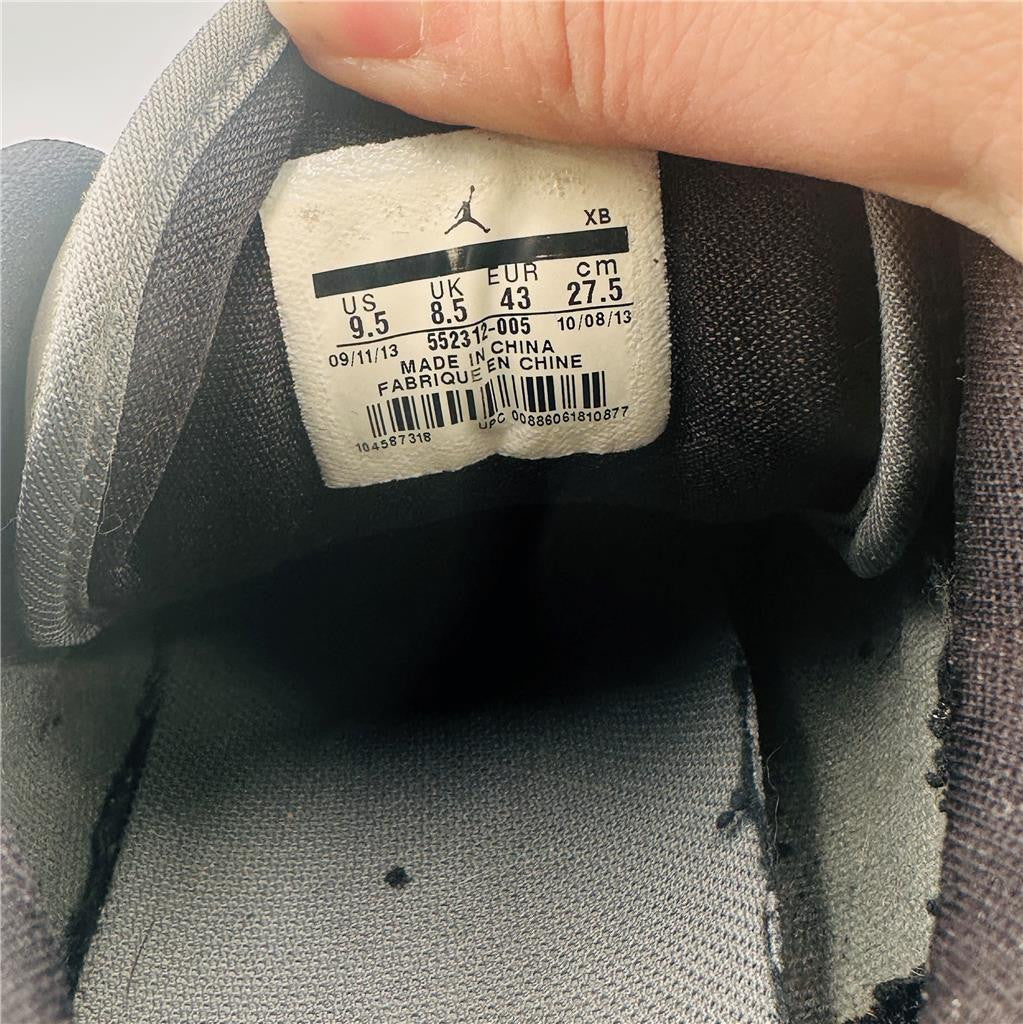 XB
US UK EUR cm
9.5 8.5 43 27.5
552312-005
09/11/13 10/08/13
MADE IN CHINA
FABRIQUE EN CHINE
104587318 UPC 00886061810877